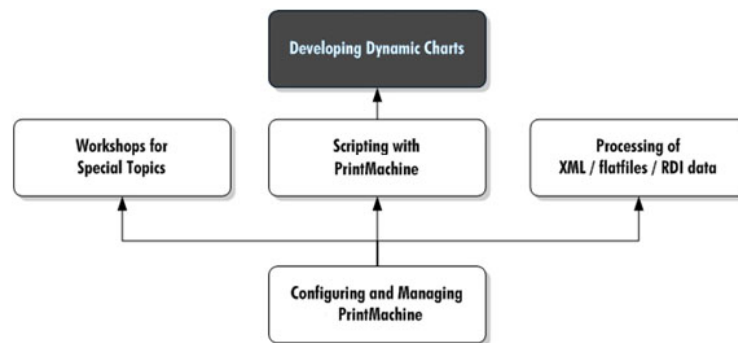 Developing Dynamic Charts
Workshops for
Special Topics
Scripting with
PrintMachine
Processing of
XML / flatfiles / RDI data
Configuring and Managing
PrintMachine